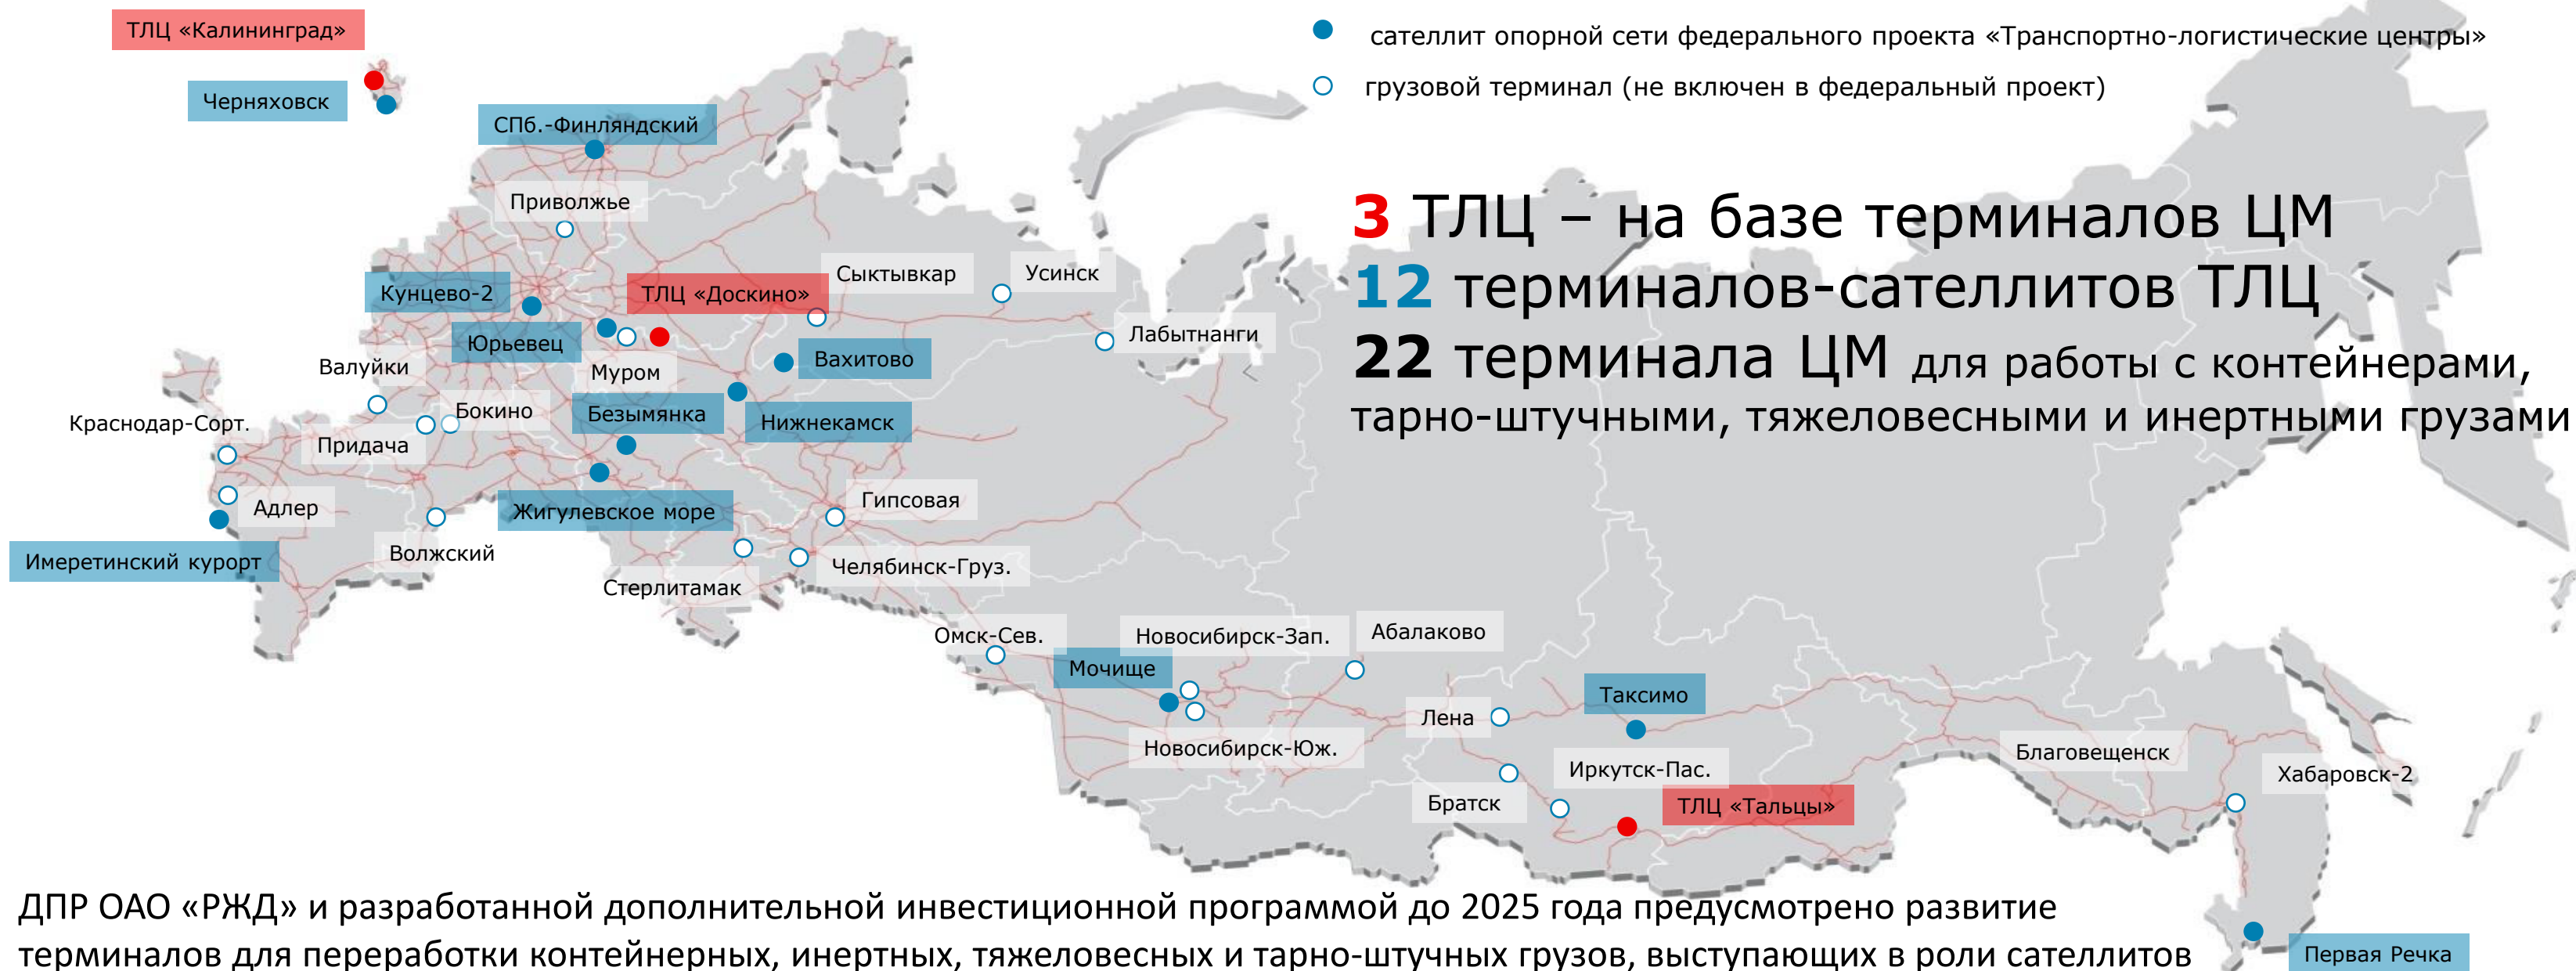 ТЛЦ «Калининград»
сателлит опорной сети федерального проекта «Транспортно-логистические центры»
грузовой терминал (не включен в федеральный проект)
Черняховск
СПб.-Финляндский
Приволжье
3 ТЛЦ – на базе терминалов ЦМ
12 терминалов-сателлитов ТЛЦ
22 терминала ЦМ для работы с контейнерами,
тарно-штучными, тяжеловесными и инертными грузами
Сыктывкар
Усинск
Кунцево-2
ТЛЦ «Доскино»
Лабытнанги
Юрьевец
Вахитово
Валуйки
Муром
Бокино
Безымянка
Краснодар-Сорт.
Нижнекамск
Придача
Гипсовая
Адлер
Жигулевское море
Волжский
Имеретинский курорт
Челябинск-Груз.
Стерлитамак
Омск-Сев.
Новосибирск-Зап.
Абалаково
Мочище
Таксимо
Лена
Новосибирск-Юж.
Благовещенск
Иркутск-Пас.
Хабаровск-2
Братск
ТЛЦ «Тальцы»
ДПР ОАО «РЖД» и разработанной дополнительной инвестиционной программой до 2025 года предусмотрено развитие
терминалов для переработки контейнерных, инертных, тяжеловесных и тарно-штучных грузов, выступающих в роли сателлитов
Первая Речка